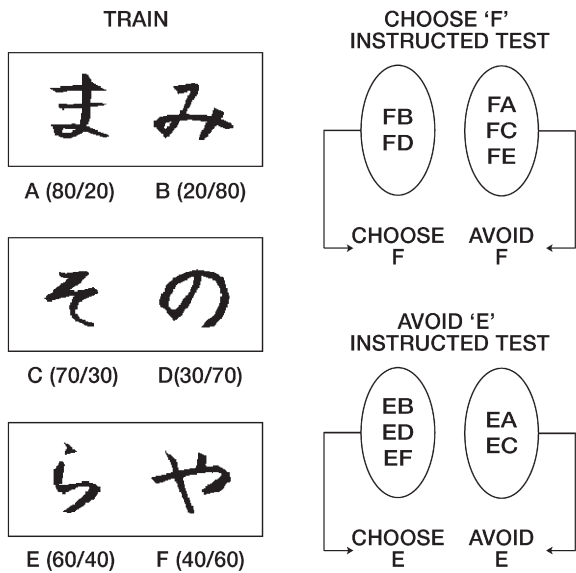 TRAIN
ま み
A (80/20) B (20/80)
そ の
C (70/30) D(30/70)
ら や
E (60/40) F (40/60)
CHOOSE ‘F’
INSTRUCTED TEST
FB
FD
FA
FC
FE
CHOOSE
F
AVOID
F
AVOID ‘E’
INSTRUCTED TEST
EB
ED
EF
EA
EC
CHOOSE
E
AVOID
E